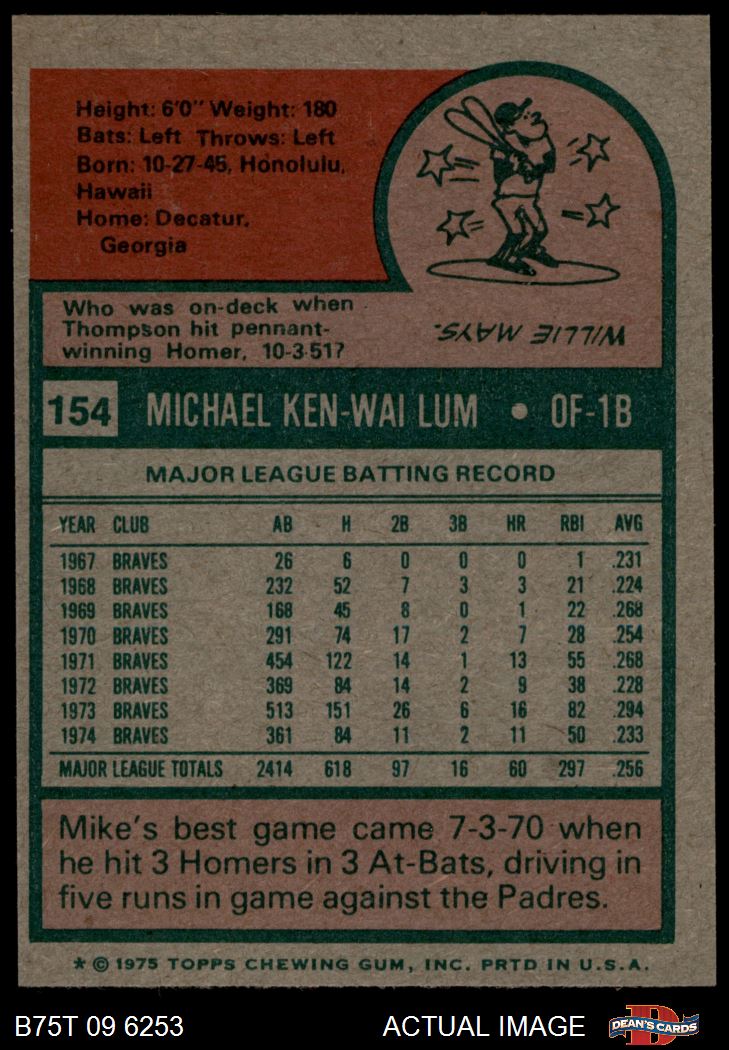 Height: 6'0" Weight: 180
Bats: Left Throws: Left
Born: 10-27-45, Honolulu,
Hawaii
Home: Decatur,
Georgia
Who was on-deck when
Thompson hit pennant-
winning Homer, 10-3-51?
WILLIE MAYS.
154 MICHAEL KEN-WAI LUM • OF-1B
MAJOR LEAGUE BATTING RECORD
YEAR CLUB AB H 2B 3B HR RBI AVG
1967 BRAVES 26 6 0 0 0 1 .231
1968 BRAVES 232 52 7 3 3 21 .224
1969 BRAVES 168 45 8 0 1 22 .268
1970 BRAVES 291 74 17 2 7 28 .254
1971 BRAVES 454 122 14 1 13 55 .268
1972 BRAVES 369 84 14 2 9 38 .228
1973 BRAVES 513 151 26 6 16 82 .294
1974 BRAVES 361 84 11 2 11 50 .233
MAJOR LEAGUE TOTALS 2414 618 97 16 60 297 .256
Mike's best game came 7-3-70 when
he hit 3 Homers in 3 At-Bats, driving in
five runs in game against the Padres.
* © 1975 TOPPS CHEWING GUM, INC. PRTD IN U.S.A.
B75T 09 6253 ACTUAL IMAGE DEAN'S CARDS